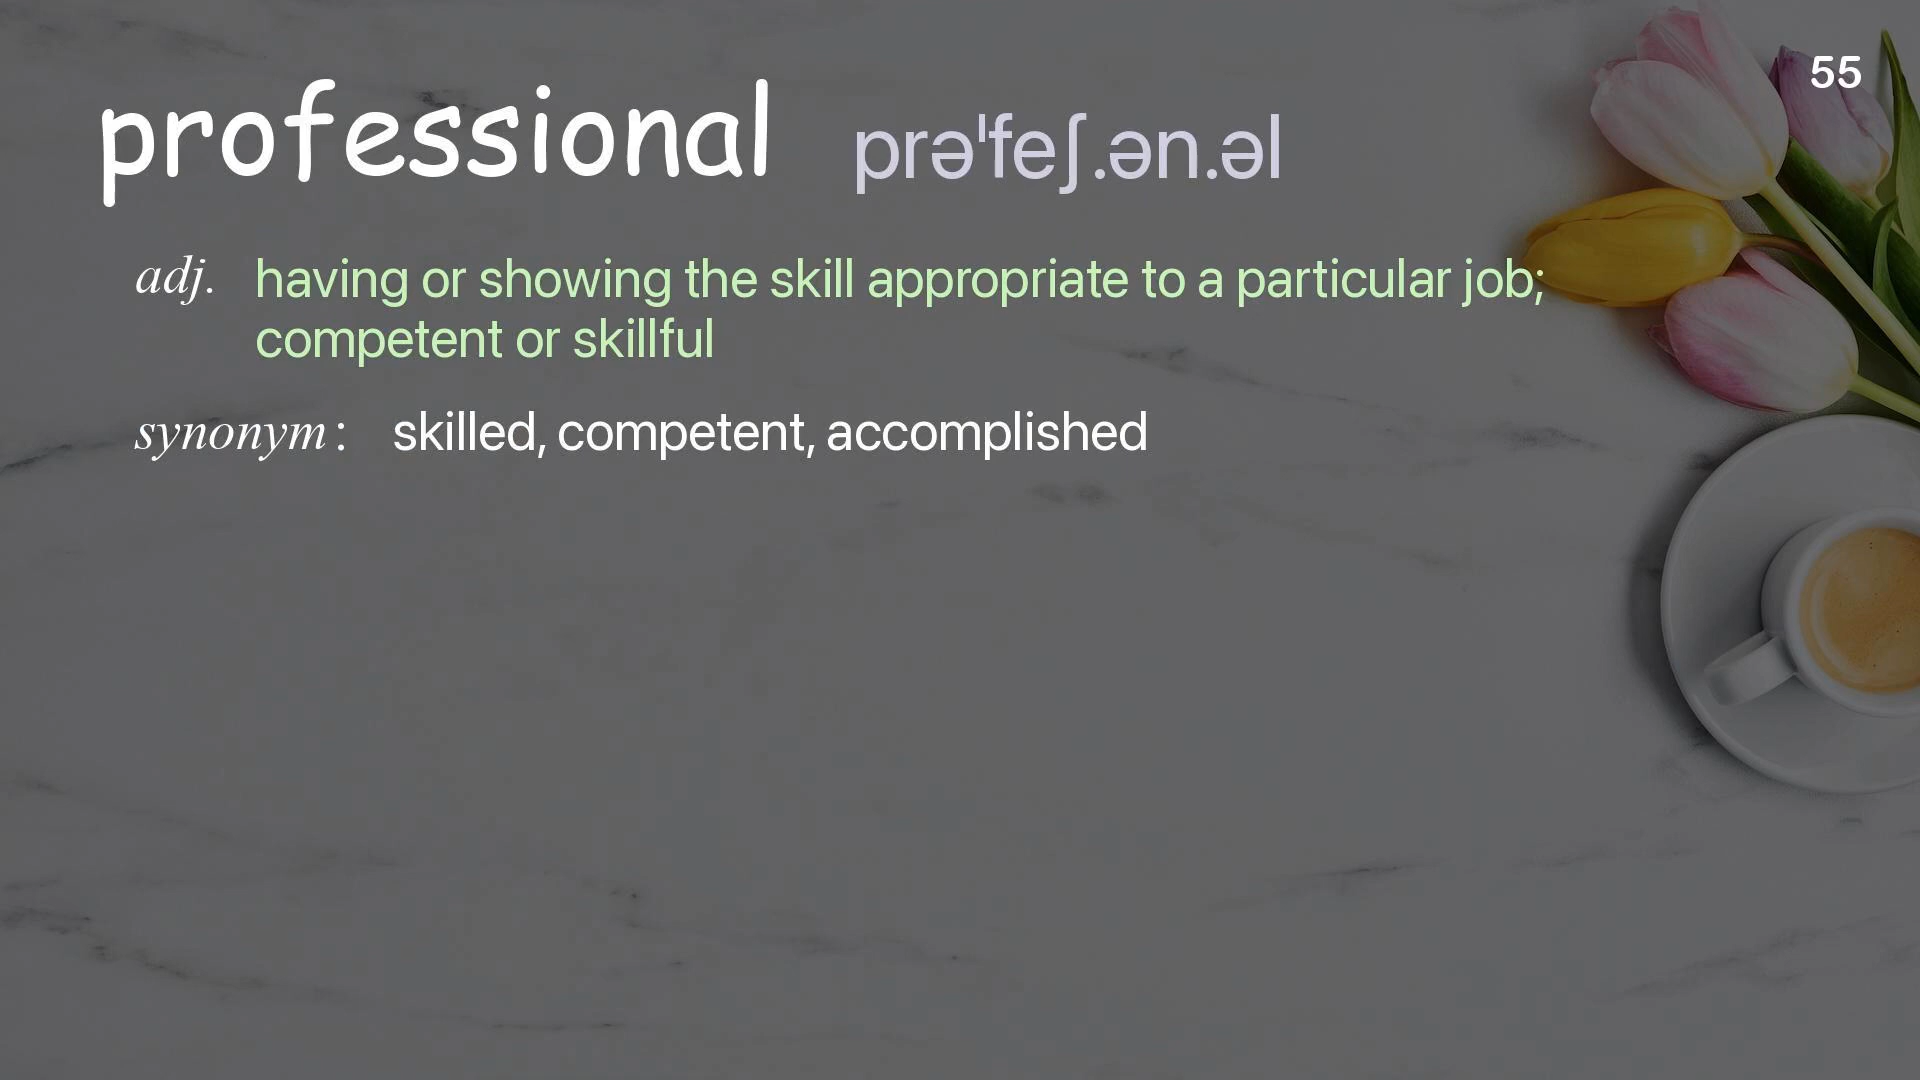 55
professional prəˈfeʃ.ən.əl
adj. having or showing the skill appropriate to a particular job;
competent or skillful
synonym: skilled, competent, accomplished